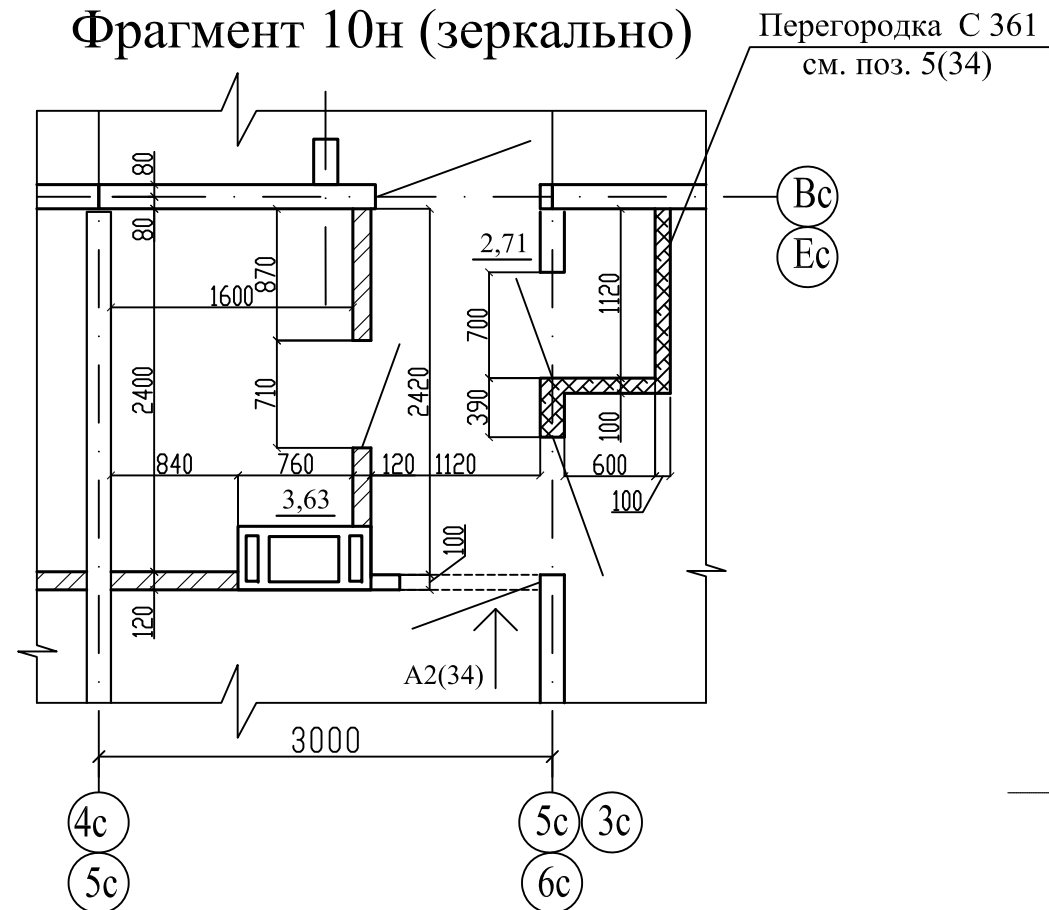 Фрагмент 10н (зеркально)
Перегородка С 361
см. поз. 5(34)
80
80
Вс
Ес
2,71
870
1600
1120
700
2400
710
2420
390
100
840
760
120
1120
600
100
3,63
100
120
А2(34)
3000
4с
5с
3с
5с
6с